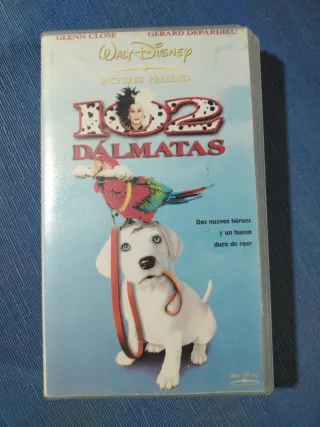 GLENN CLOSE GERARD DEPARDIEU
WALT DISNEY
PICTURES PRESENTA
102
DÁLMATAS
Dos nuevos héroes
y un hueso
duro de roer